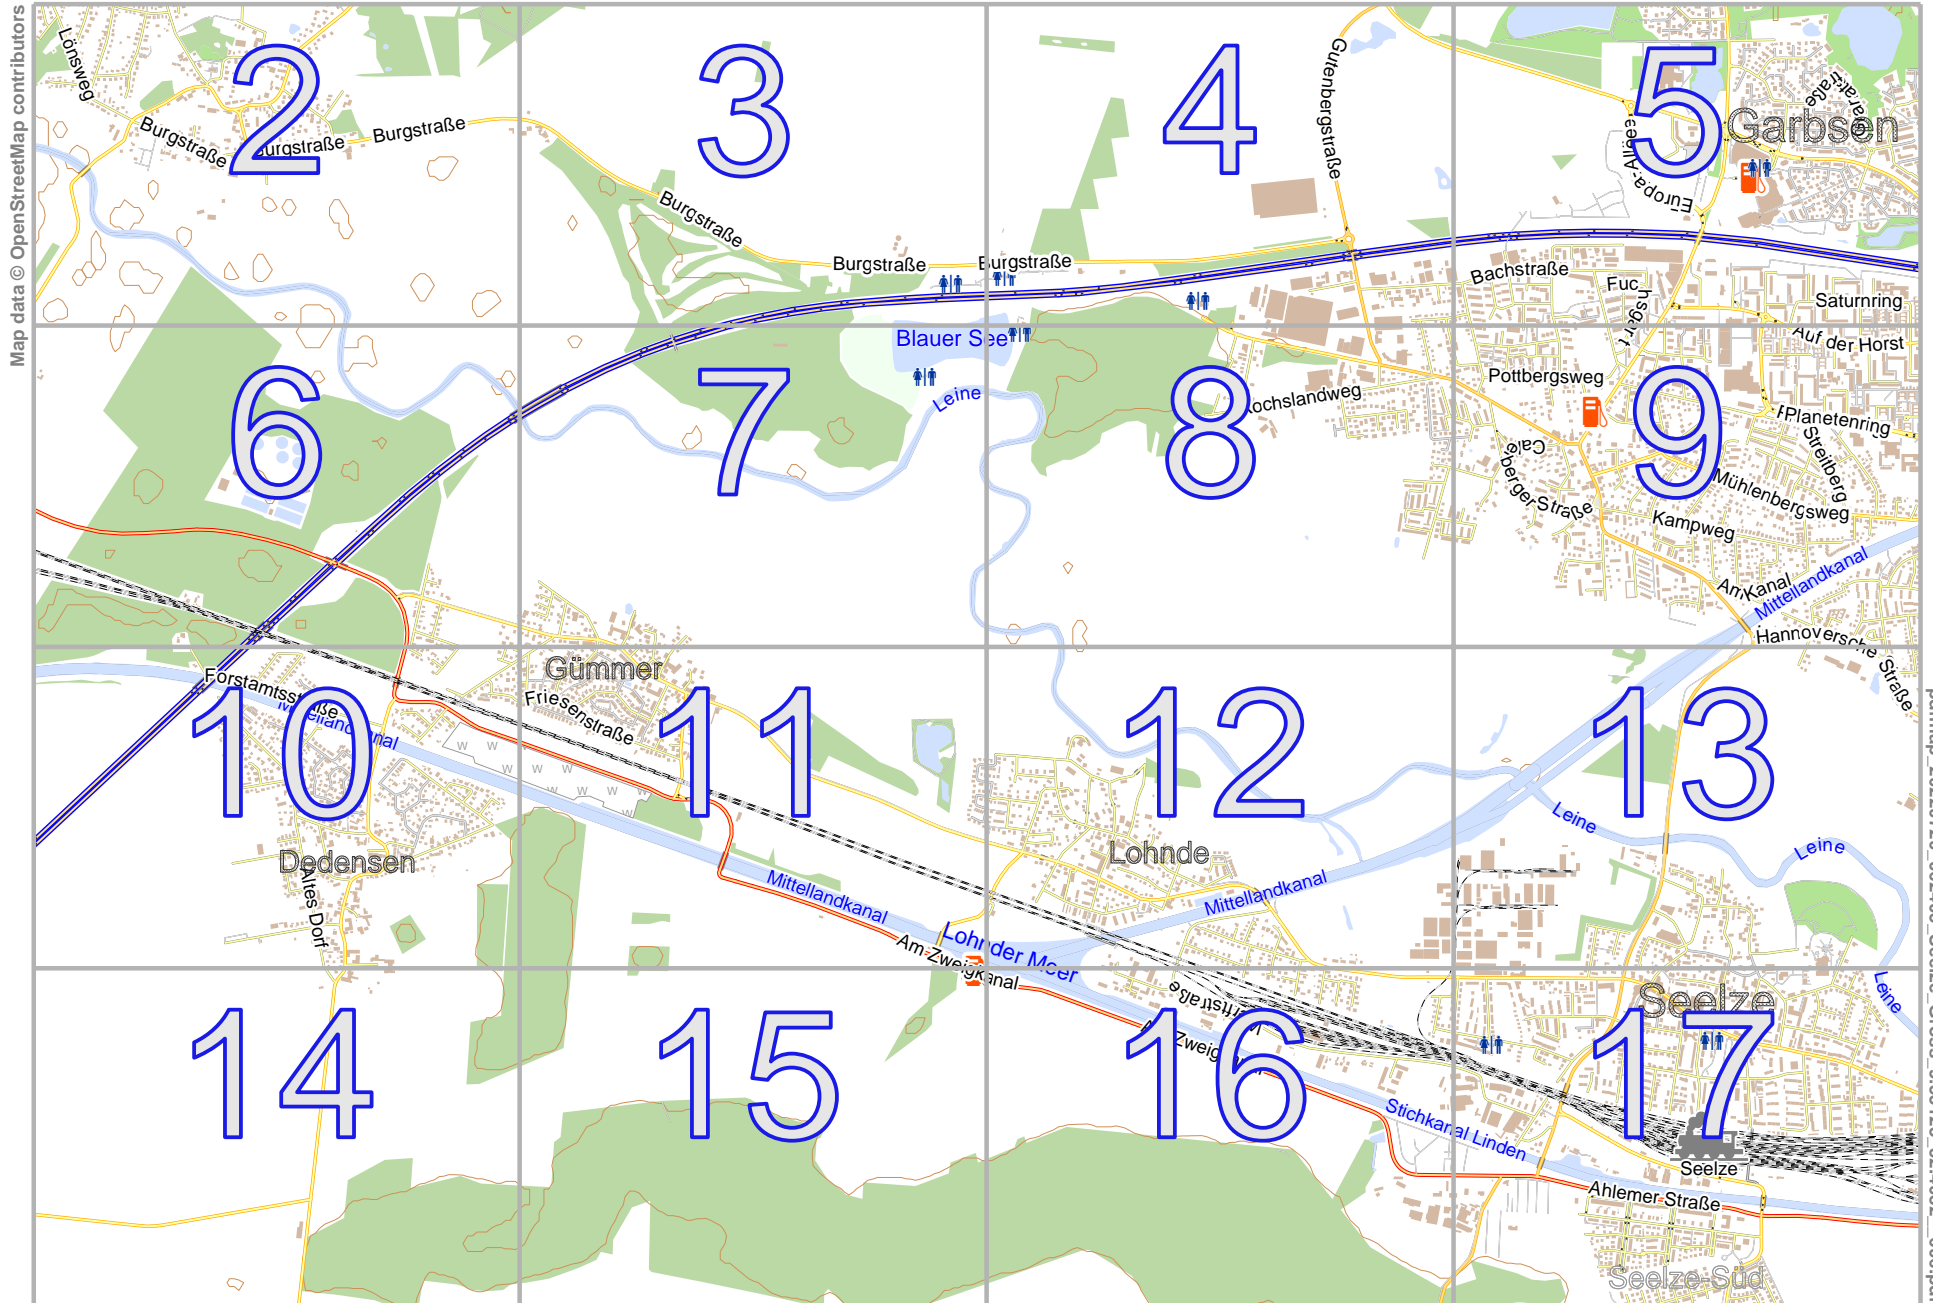 Map data © OpenStreetMap contributors
2
3
4
5
6
7
8
9
10
11
12
13
14
15
16
17
Lönsweg
Burgstraße
Burgstraße
Burgstraße
Burgstraße
Burgstraße
Burgstraße
Gutenbergstraße
Europa-Allee
Garbsen
Bachstraße
Saturnring
Auf der Horst
Blauer See
Leine
Pottbergsweg
Planetenring
Streitberg
Mühlenbergsweg
Kampweg
Am Kanal
Mittellandkanal
Hannoversche Straße
Gümmer
Friesenstraße
Forstamtsstraße
Mittellandkanal
Dedensen
Altes Dorf
Lohnde
Mittellandkanal
Mittellandkanal
Lohnder Meer
Am Zweigkanal
Leine
Leine
Leine
Seelze
Stichkanal Linden
Seelze
Ahlemer Straße
Seelze-Süd
w w
w w w
w w w
w